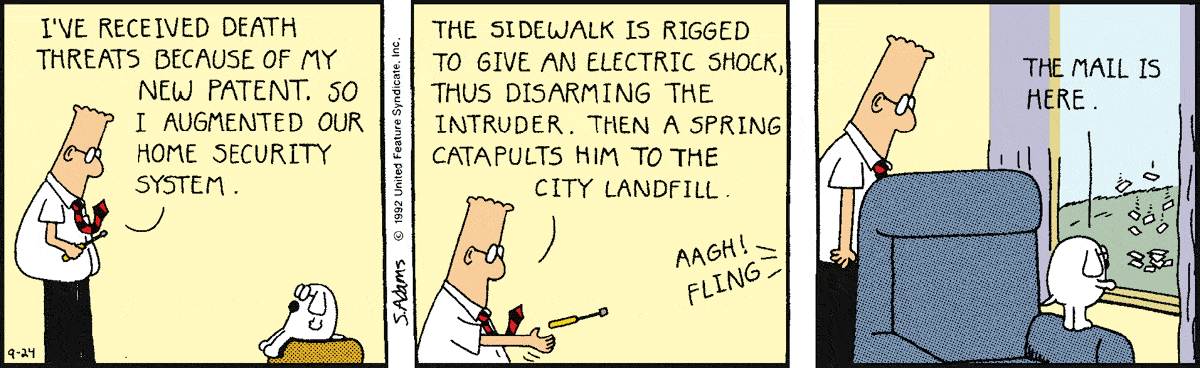 I'VE RECEIVED DEATH
THREATS BECAUSE OF MY
NEW PATENT. SO
I AUGMENTED OUR
HOME SECURITY
SYSTEM.
9-24
S. ADAMS
© 1992 United Feature Syndicate, Inc.
THE SIDEWALK IS RIGGED
TO GIVE AN ELECTRIC SHOCK,
THUS DISARMING THE
INTRUDER. THEN A SPRING
CATAPULTS HIM TO THE
CITY LANDFILL.
AAGH!
FLING
THE MAIL IS
HERE.